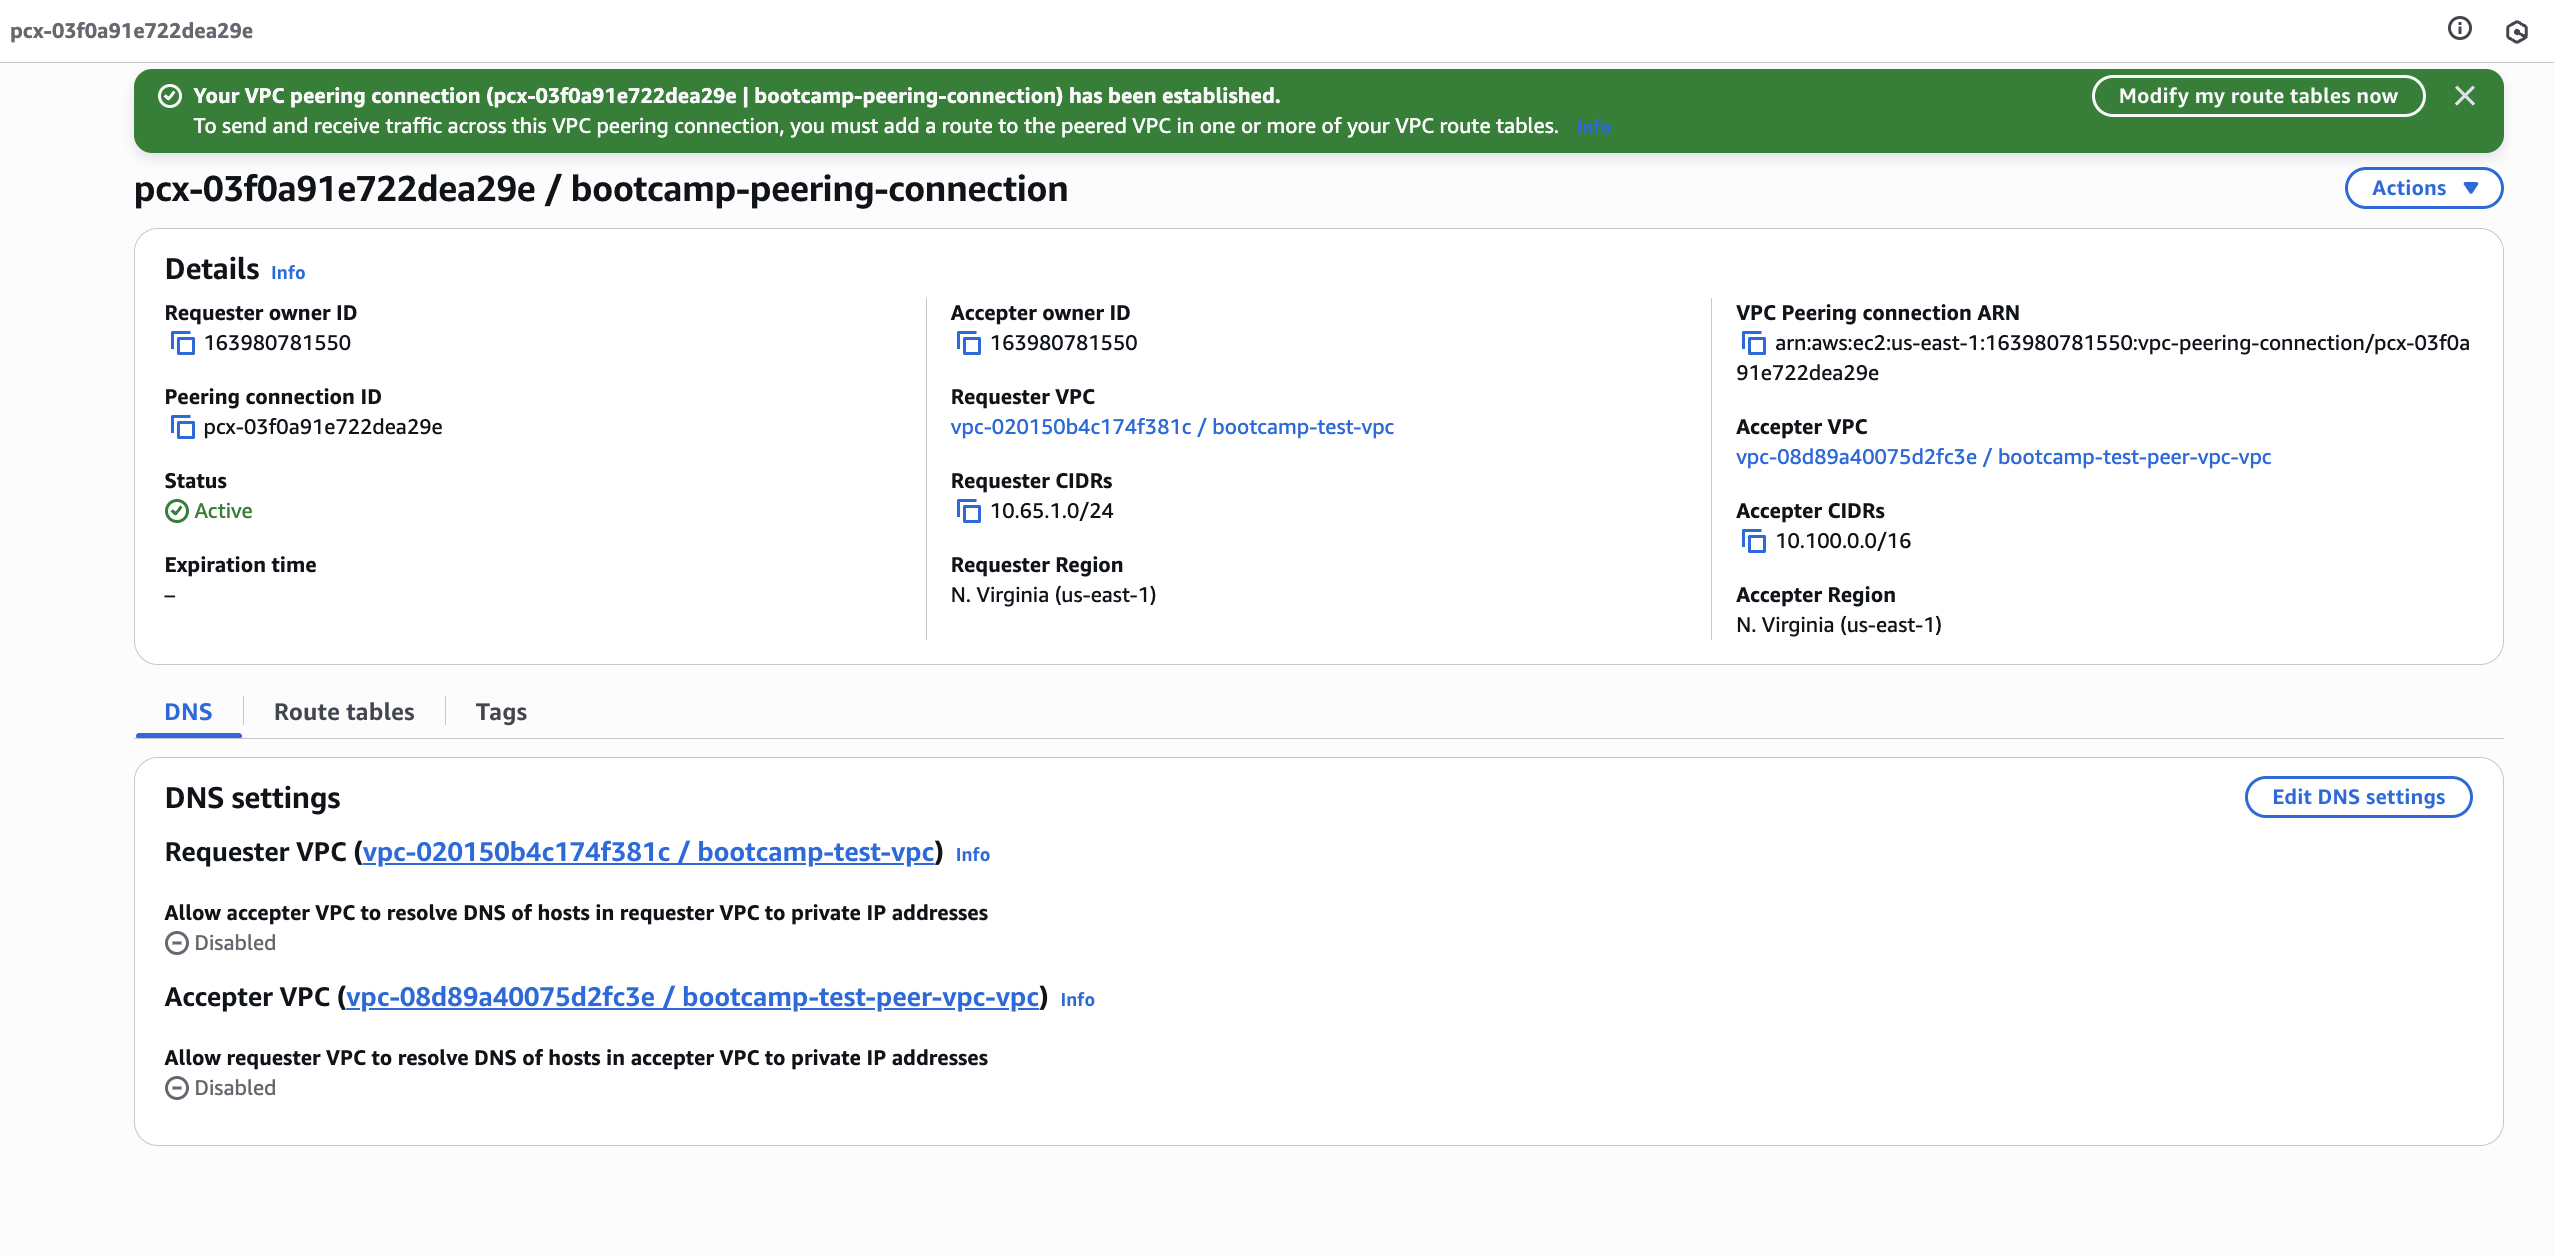 pcx-03f0a91e722dea29e
Your VPC peering connection (pcx-03f0a91e722dea29e | bootcamp-peering-connection) has been established.
To send and receive traffic across this VPC peering connection, you must add a route to the peered VPC in one or more of your VPC route tables. Info
Modify my route tables now
pcx-03f0a91e722dea29e / bootcamp-peering-connection
Actions
Details Info
Requester owner ID
163980781550
Peering connection ID
pcx-03f0a91e722dea29e
Status
Active
Expiration time
–
Accepter owner ID
163980781550
Requester VPC
vpc-020150b4c174f381c / bootcamp-test-vpc
Requester CIDRs
10.65.1.0/24
Requester Region
N. Virginia (us-east-1)
VPC Peering connection ARN
arn:aws:ec2:us-east-1:163980781550:vpc-peering-connection/pcx-03f0a
91e722dea29e
Accepter VPC
vpc-08d89a40075d2fc3e / bootcamp-test-peer-vpc-vpc
Accepter CIDRs
10.100.0.0/16
Accepter Region
N. Virginia (us-east-1)
DNS
Route tables
Tags
DNS settings
Edit DNS settings
Requester VPC (vpc-020150b4c174f381c / bootcamp-test-vpc) Info
Allow accepter VPC to resolve DNS of hosts in requester VPC to private IP addresses
Disabled
Accepter VPC (vpc-08d89a40075d2fc3e / bootcamp-test-peer-vpc-vpc) Info
Allow requester VPC to resolve DNS of hosts in accepter VPC to private IP addresses
Disabled